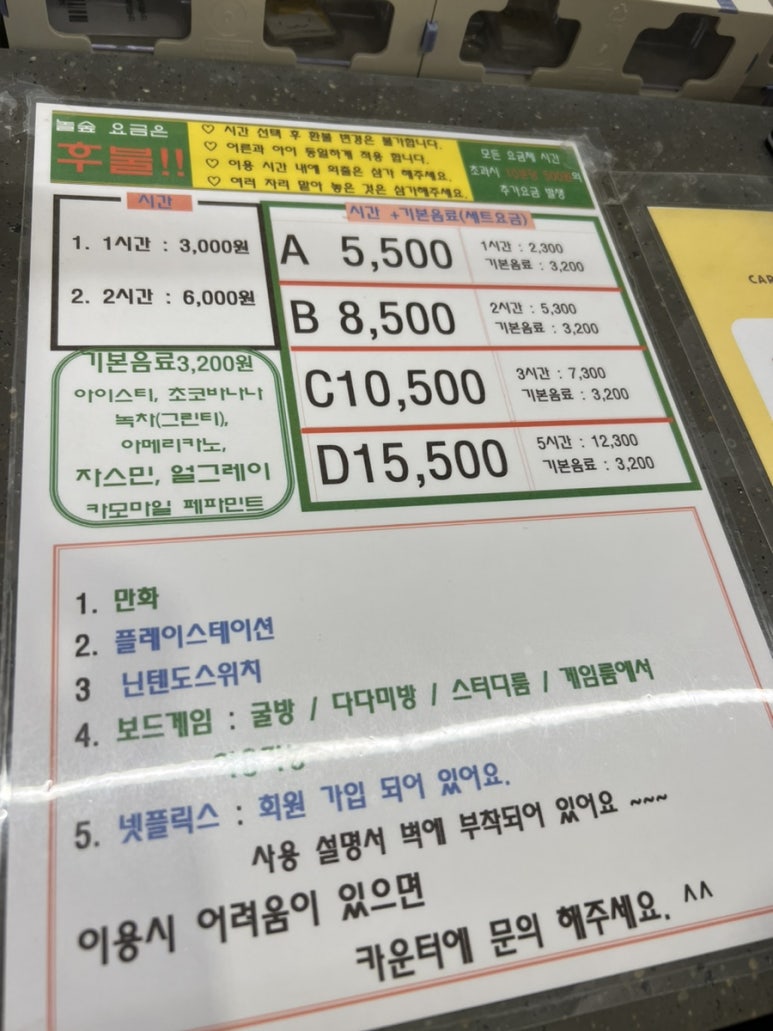 놀숲 요금은
후불!!
♡ 시간 선택 후 환불 변경은 불가합니다.
♡ 어른과 아이 동일하게 적용 합니다.
♡ 이용 시간 내에 외출은 삼가 해주세요.
♡ 여러 자리 맡아 놓은 것은 삼가해주세요.
모든 요금제 시간
초과시 10분당 500원의
추가요금 발생
시간
1. 1시간 : 3,000원
2. 2시간 : 6,000원
시간 +기본음료(세트요금)
A 5,500
1시간 : 2,300
기본음료 : 3,200
B 8,500
2시간 : 5,300
기본음료 : 3,200
C10,500
3시간 : 7,300
기본음료 : 3,200
D15,500
5시간 : 12,300
기본음료 : 3,200
기본음료3,200원
아이스티, 초코바나나
녹차(그린티),
아메리카노,
자스민, 얼그레이
카모마일 페파민트
1. 만화
2. 플레이스테이션
3 닌텐도스위치
4. 보드게임 : 굴방 / 다다미방 / 스터디룸 / 게임룸에서
5. 넷플릭스 : 회원 가입 되어 있어요.
사용 설명서 벽에 부착되어 있어요 ~~~
이용시 어려움이 있으면
카운터에 문의 해주세요. ^^
CAR